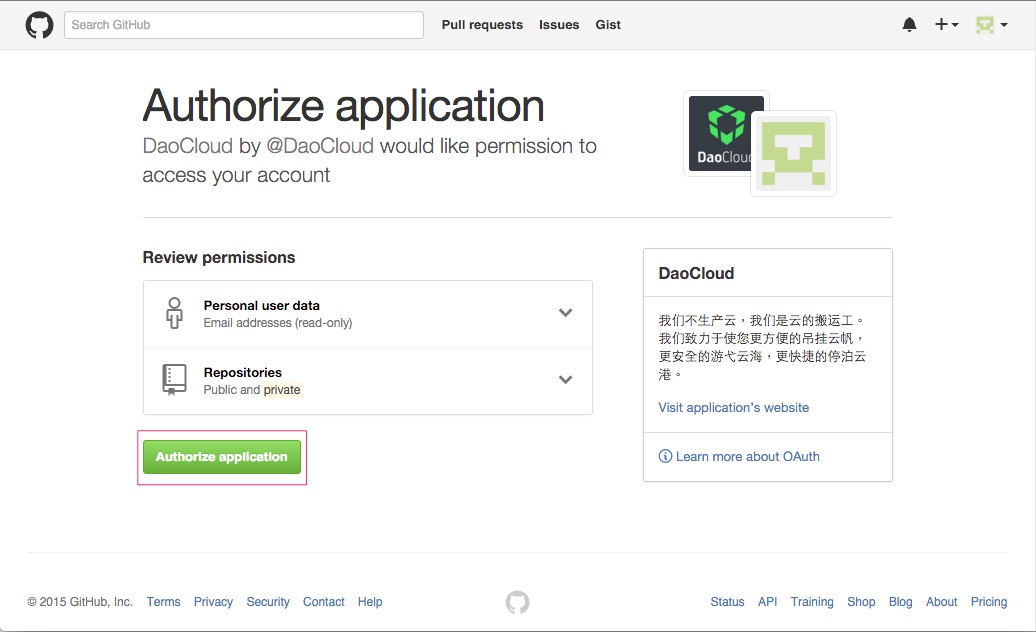 Search GitHub
Pull requests Issues Gist
Authorize application
DaoCloud by @DaoCloud would like permission to
access your account
DaoCloud
Review permissions
Personal user data
Email addresses (read-only)
Repositories
Public and private
Authorize application
DaoCloud
我们不生产云，我们是云的搬运工。
我们致力于使您更方便的吊挂云帆，
更安全的游弋云海，更快捷的停泊云
港。
Visit application's website
Learn more about OAuth
© 2015 GitHub, Inc. Terms Privacy Security Contact Help
Status API Training Shop Blog About Pricing